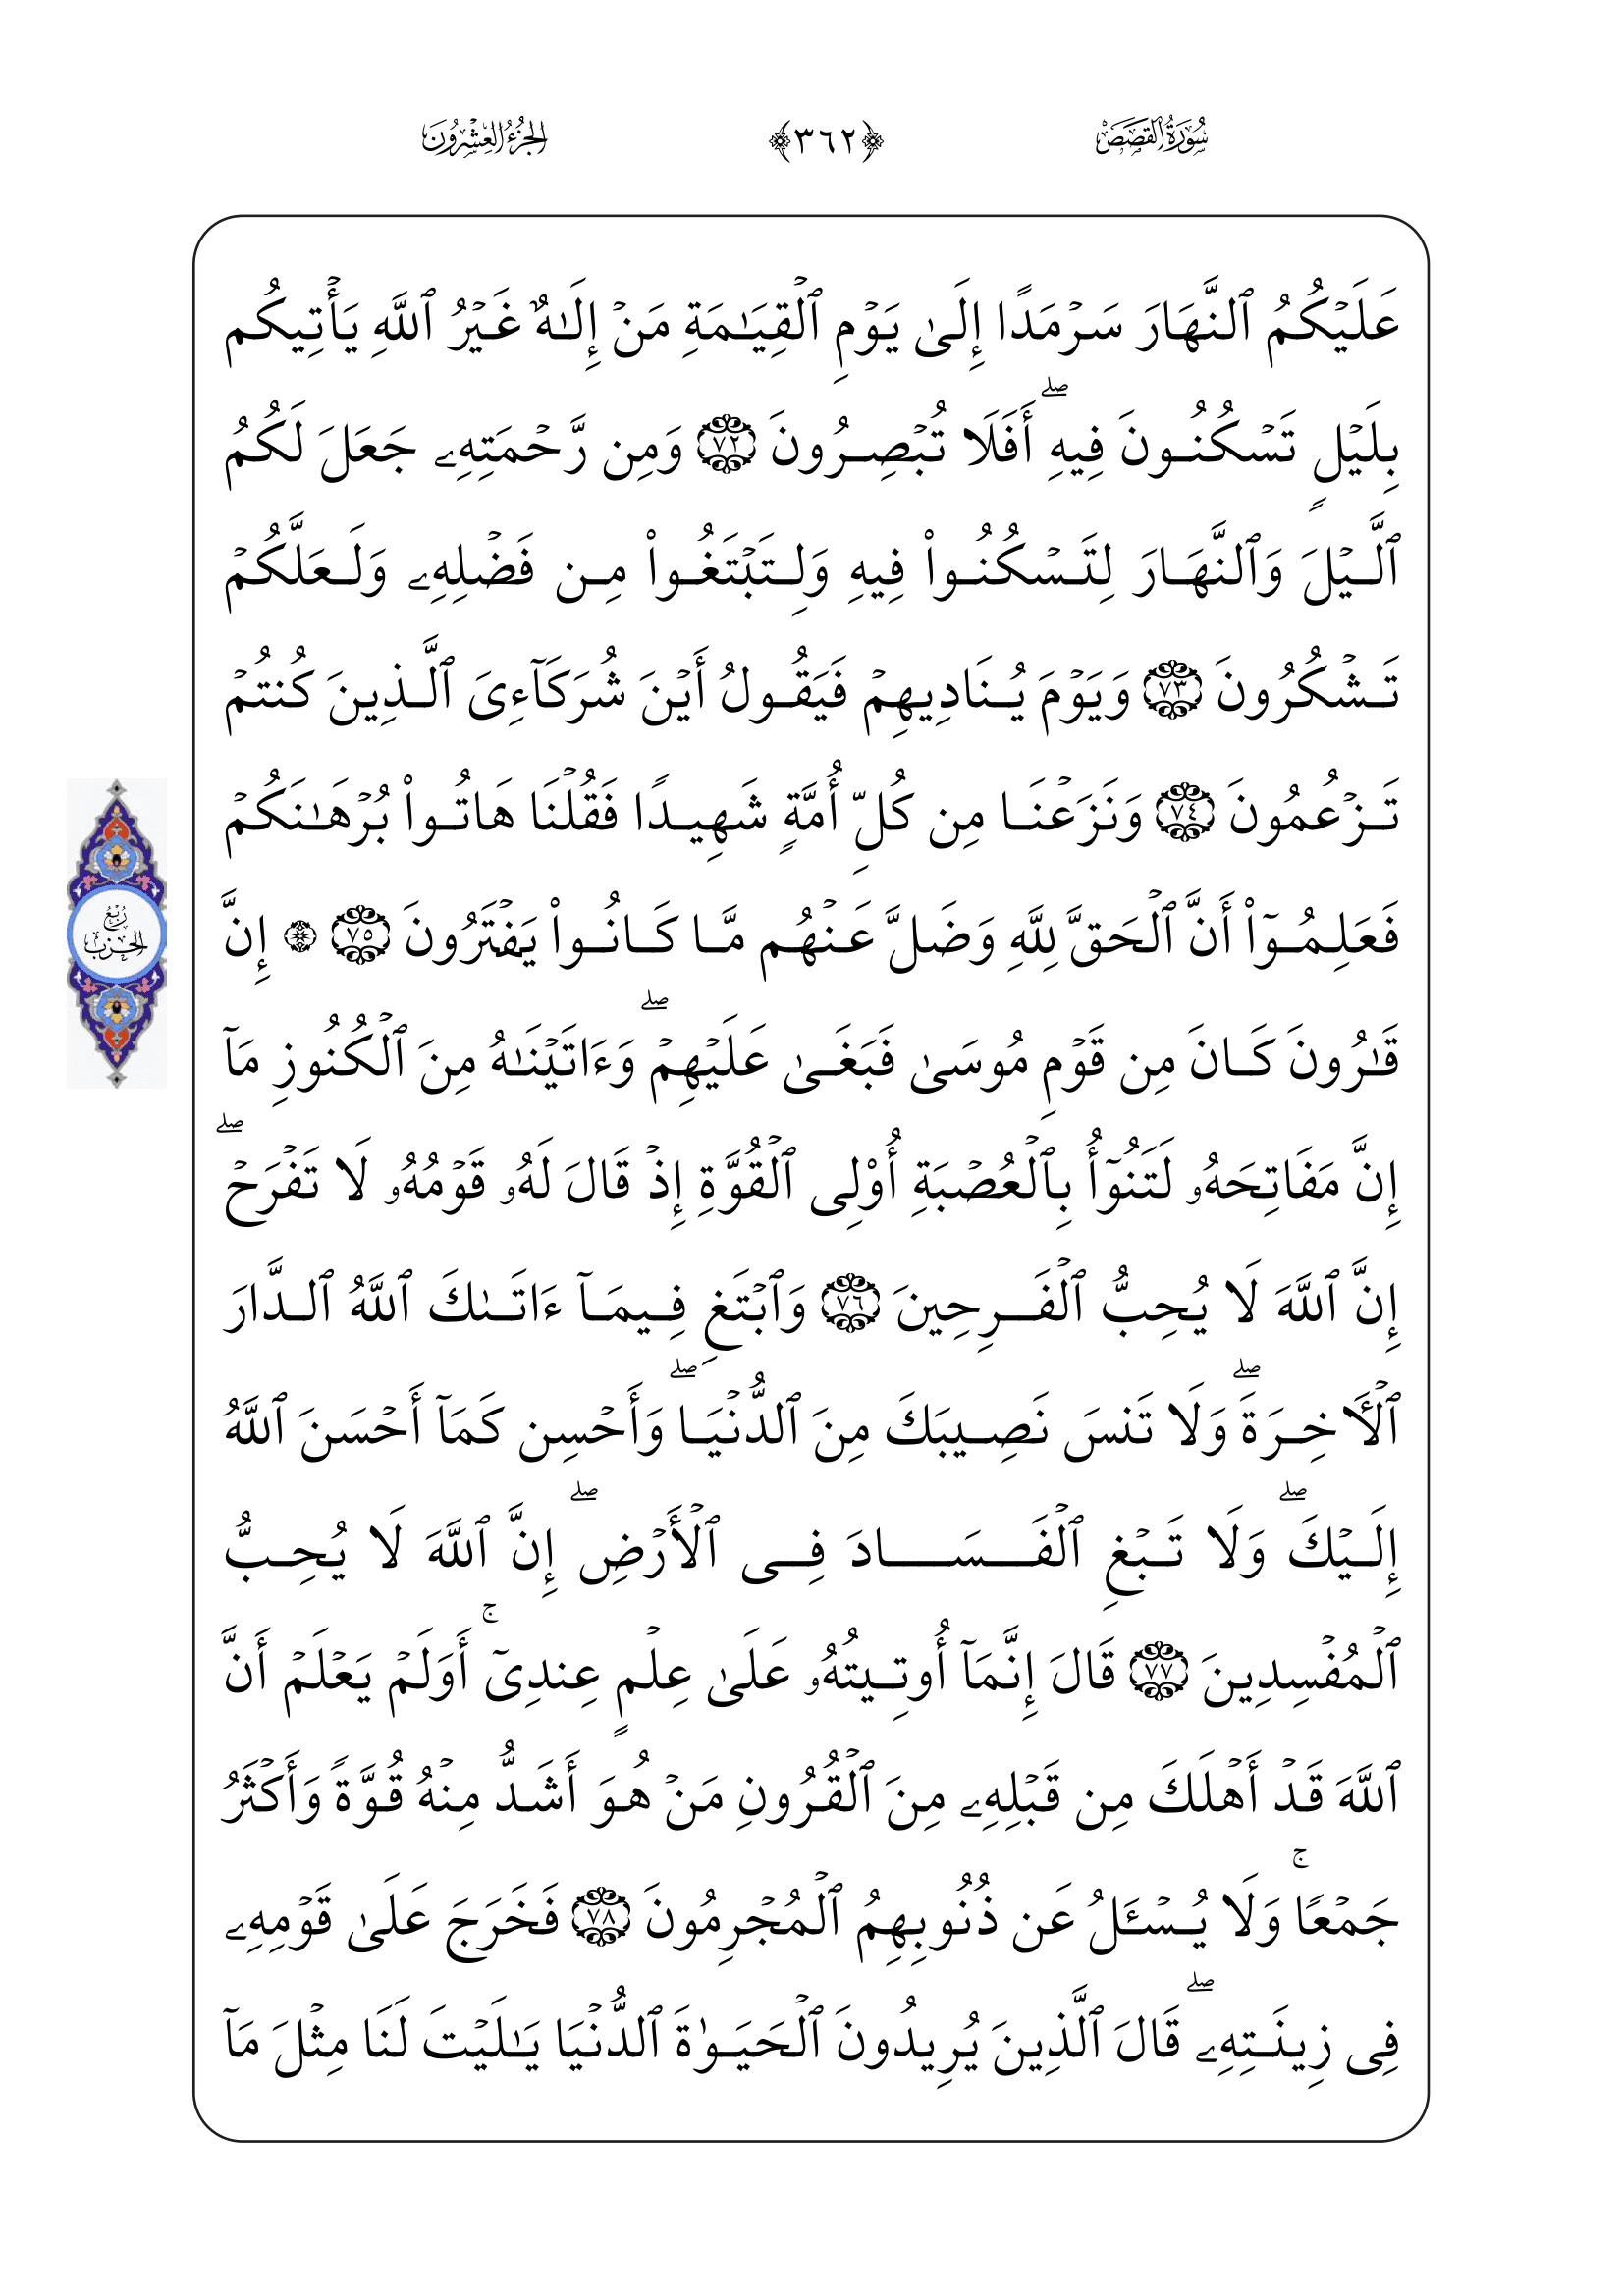 سُورَةُ الْقَصَصِ
﴿٣٦٢﴾
الجُزْءُ العِشْرُونَ
عَلَيۡكُمُ ٱلنَّهَارَ سَرۡمَدًا إِلَىٰ يَوۡمِ ٱلۡقِيَٰمَةِ مَنۡ إِلَٰهٌ غَيۡرُ ٱللَّهِ يَأۡتِيكُم
بِلَيۡلٖ تَسۡكُنُونَ فِيهِۖ أَفَلَا تُبۡصِرُونَ ٧٢ وَمِن رَّحۡمَتِهِۦ جَعَلَ لَكُمُ
ٱلَّيۡلَ وَٱلنَّهَارَ لِتَسۡكُنُواْ فِيهِ وَلِتَبۡتَغُواْ مِن فَضۡلِهِۦ وَلَعَلَّكُمۡ
تَشۡكُرُونَ ٧٣ وَيَوۡمَ يُنَادِيهِمۡ فَيَقُولُ أَيۡنَ شُرَكَآءِىَ ٱلَّذِينَ كُنتُمۡ
تَزۡعُمُونَ ٧٤ وَنَزَعۡنَا مِن كُلِّ أُمَّةٖ شَهِيدًا فَقُلۡنَا هَاتُواْ بُرۡهَٰنَكُمۡ
فَعَلِمُوٓاْ أَنَّ ٱلۡحَقَّ لِلَّهِ وَضَلَّ عَنۡهُم مَّا كَانُواْ يَفۡتَرُونَ ٧٥ ۞ إِنَّ
رُبْعُ
الحِزْب
قَٰرُونَ كَانَ مِن قَوۡمِ مُوسَىٰ فَبَغَىٰ عَلَيۡهِمۡۖ وَءَاتَيۡنَٰهُ مِنَ ٱلۡكُنُوزِ مَآ
إِنَّ مَفَاتِحَهُۥ لَتَنُوٓأُ بِٱلۡعُصۡبَةِ أُوْلِى ٱلۡقُوَّةِ إِذۡ قَالَ لَهُۥ قَوۡمُهُۥ لَا تَفۡرَحۡۖ
إِنَّ ٱللَّهَ لَا يُحِبُّ ٱلۡفَرِحِينَ ٧٦ وَٱبۡتَغِ فِيمَآ ءَاتَىٰكَ ٱللَّهُ ٱلدَّارَ
ٱلۡأٓخِرَةَۖ وَلَا تَنسَ نَصِيبَكَ مِنَ ٱلدُّنۡيَاۖ وَأَحۡسِن كَمَآ أَحۡسَنَ ٱللَّهُ
إِلَيۡكَۖ وَلَا تَبۡغِ ٱلۡفَسَادَ فِى ٱلۡأَرۡضِۖ إِنَّ ٱللَّهَ لَا يُحِبُّ
ٱلۡمُفۡسِدِينَ ٧٧ قَالَ إِنَّمَآ أُوتِيتُهُۥ عَلَىٰ عِلۡمٍ عِندِىٓۚ أَوَلَمۡ يَعۡلَمۡ أَنَّ
ٱللَّهَ قَدۡ أَهۡلَكَ مِن قَبۡلِهِۦ مِنَ ٱلۡقُرُونِ مَنۡ هُوَ أَشَدُّ مِنۡهُ قُوَّةٗ وَأَكۡثَرُ
جَمۡعٗاۚ وَلَا يُسۡـَٔلُ عَن ذُنُوبِهِمُ ٱلۡمُجۡرِمُونَ ٧٨ فَخَرَجَ عَلَىٰ قَوۡمِهِۦ
فِى زِينَتِهِۦۖ قَالَ ٱلَّذِينَ يُرِيدُونَ ٱلۡحَيَوٰةَ ٱلدُّنۡيَا يَٰلَيۡتَ لَنَا مِثۡلَ مَآ